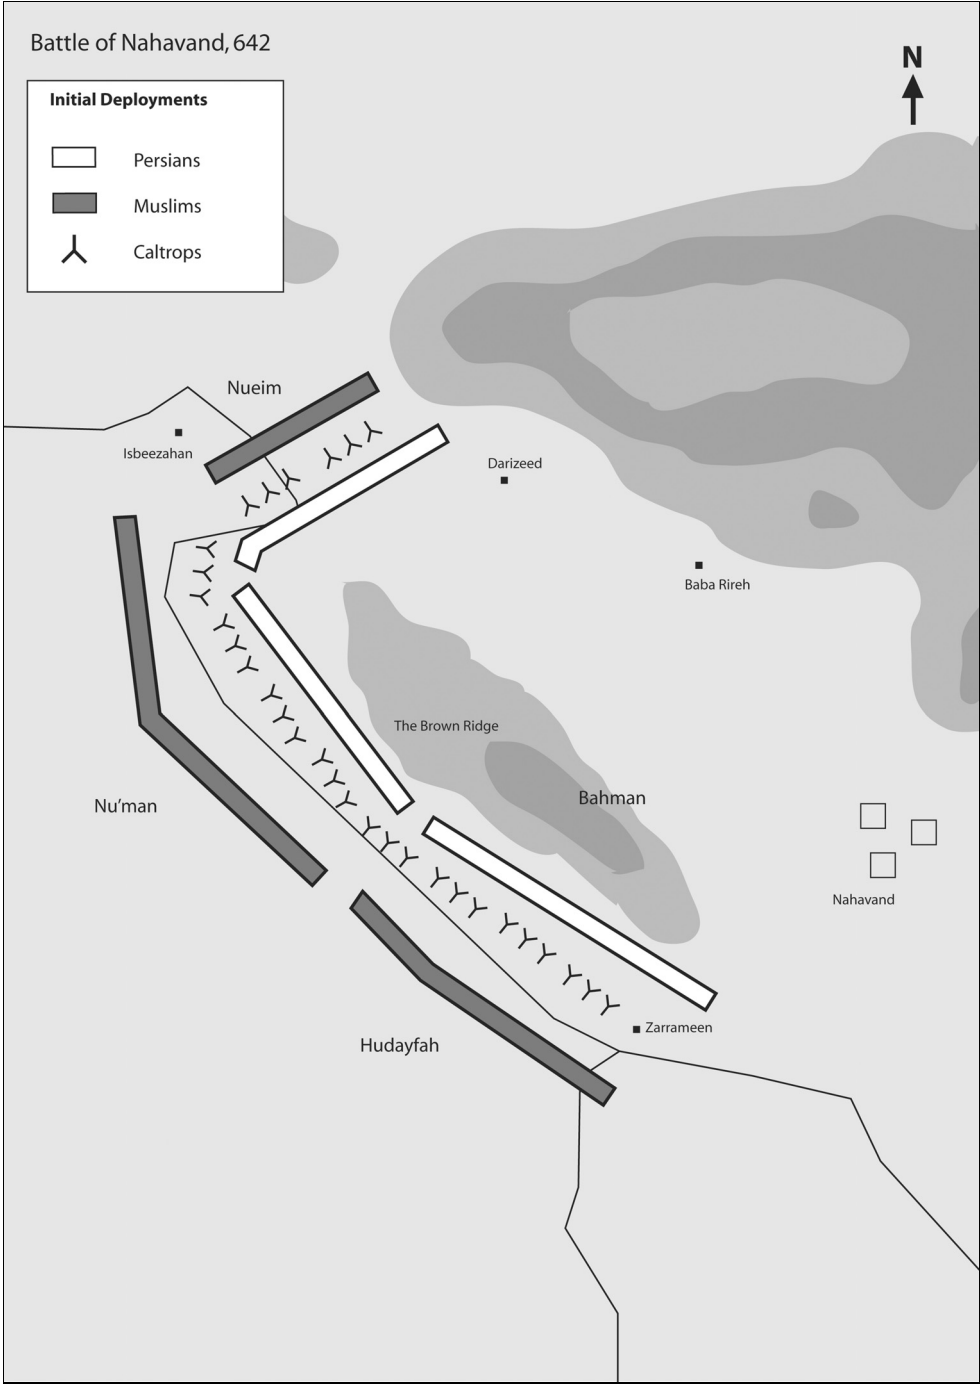 Battle of Nahavand, 642
N
Initial Deployments
Persians
Muslims
Caltrops
Nueim
Isbeezahan
Darizeed
Baba Rireh
The Brown Ridge
Bahman
Nu’man
Nahavand
Zarrameen
Hudayfah